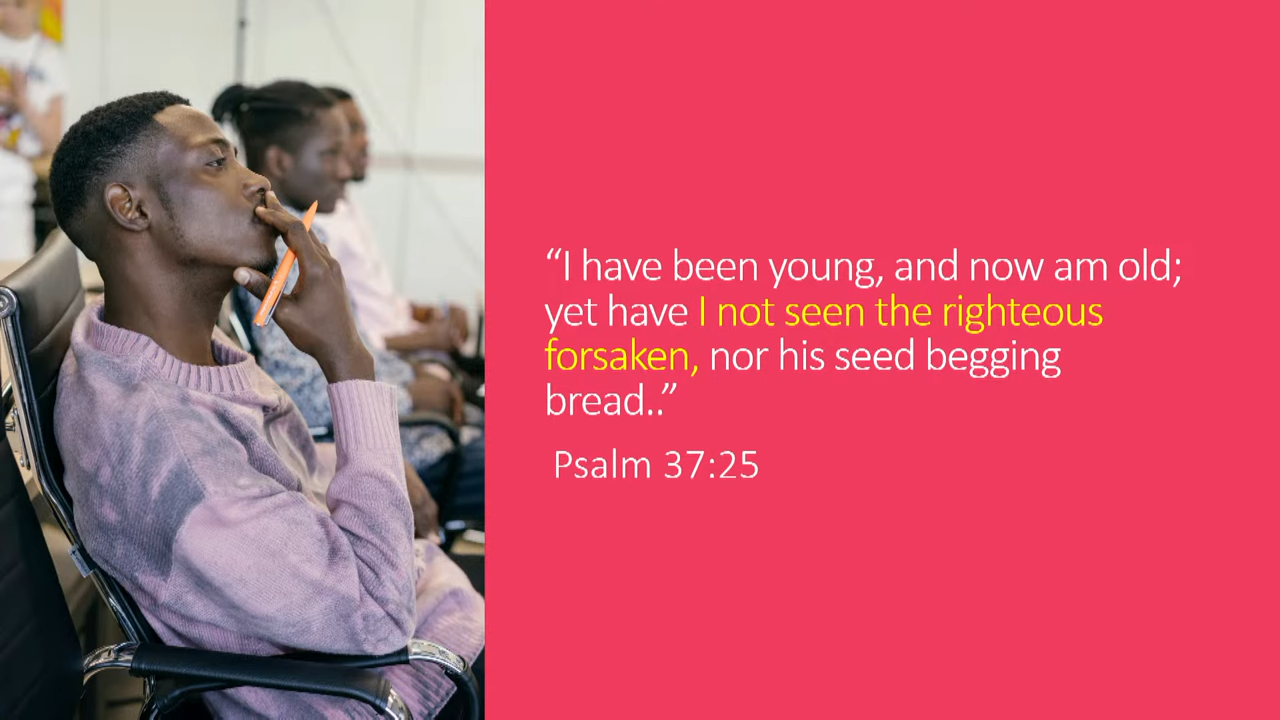 “I have been young, and now am old;
yet have I not seen the righteous
forsaken, nor his seed begging
bread..”
Psalm 37:25